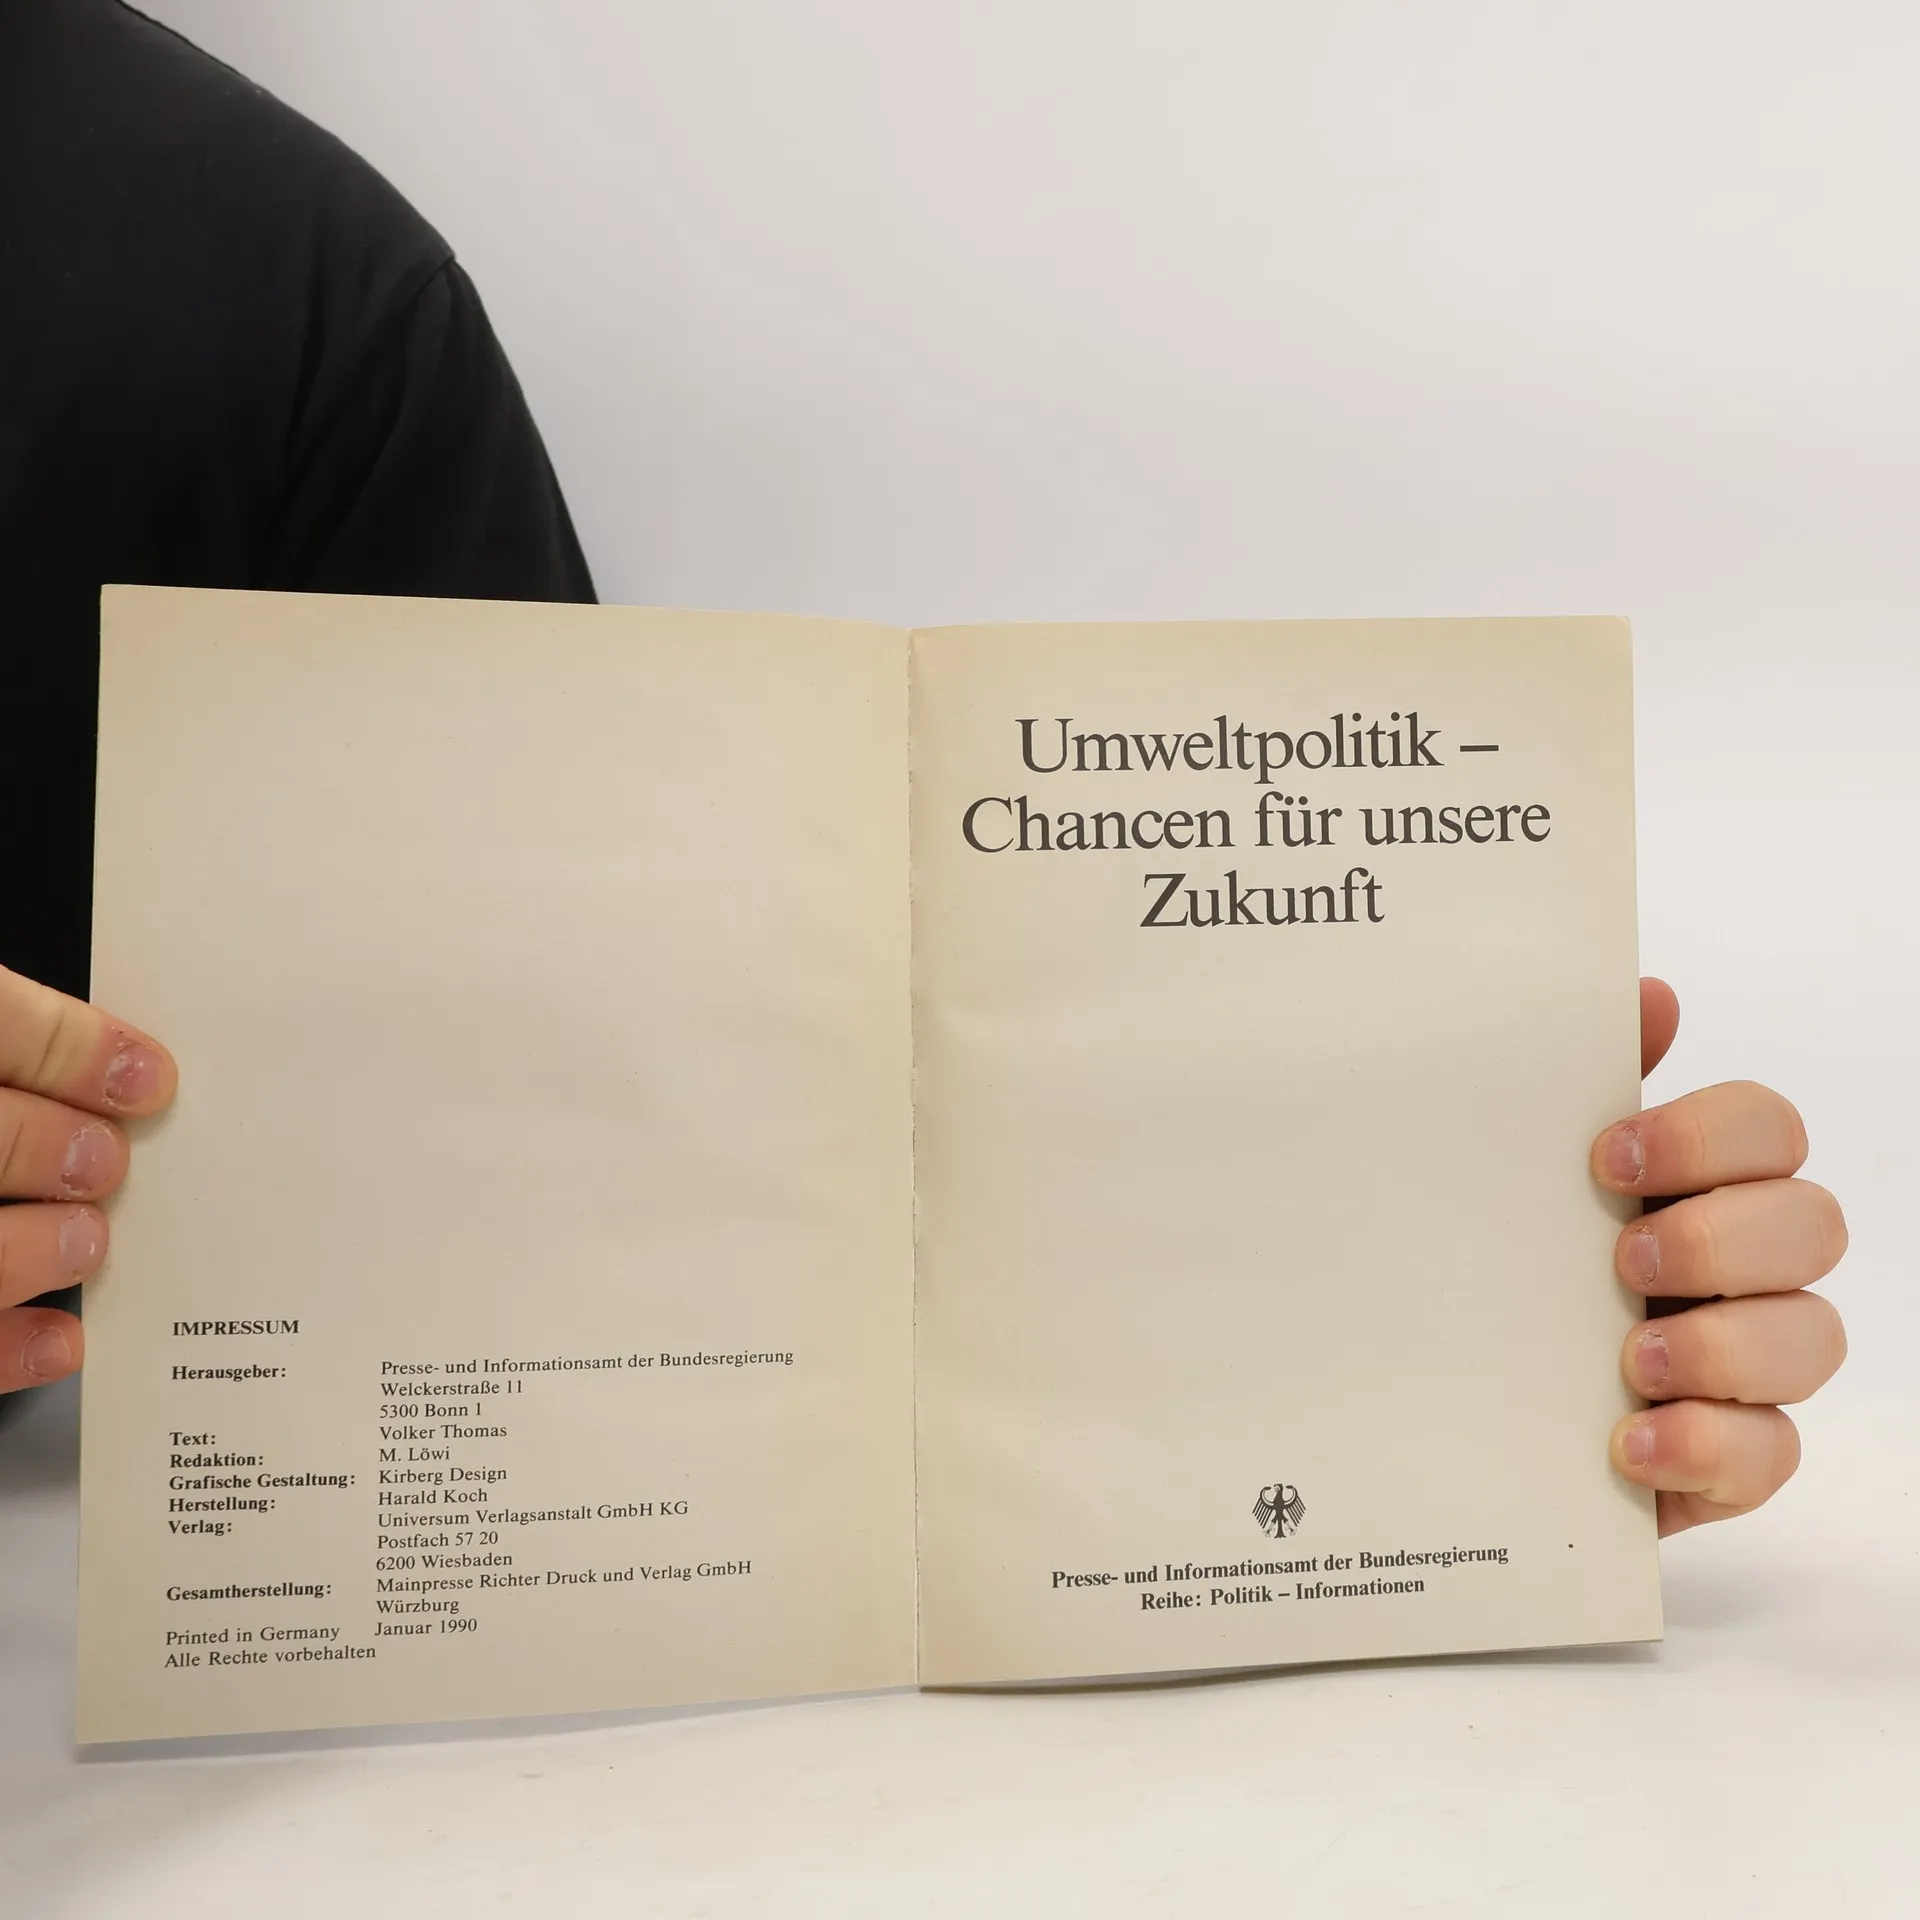 IMPRESSUM
Herausgeber: Presse- und Informationsamt der Bundesregierung
Welckerstraße 11
5300 Bonn 1
Text: Volker Thomas
Redaktion: M. Löwi
Grafische Gestaltung: Kirberg Design
Herstellung: Harald Koch
Verlag: Universum Verlagsanstalt GmbH KG
Postfach 57 20
6200 Wiesbaden
Gesamtherstellung: Mainpresse Richter Druck und Verlag GmbH
Würzburg
Printed in Germany Januar 1990
Alle Rechte vorbehalten
Umweltpolitik –
Chancen für unsere
Zukunft
Presse- und Informationsamt der Bundesregierung
Reihe: Politik – Informationen